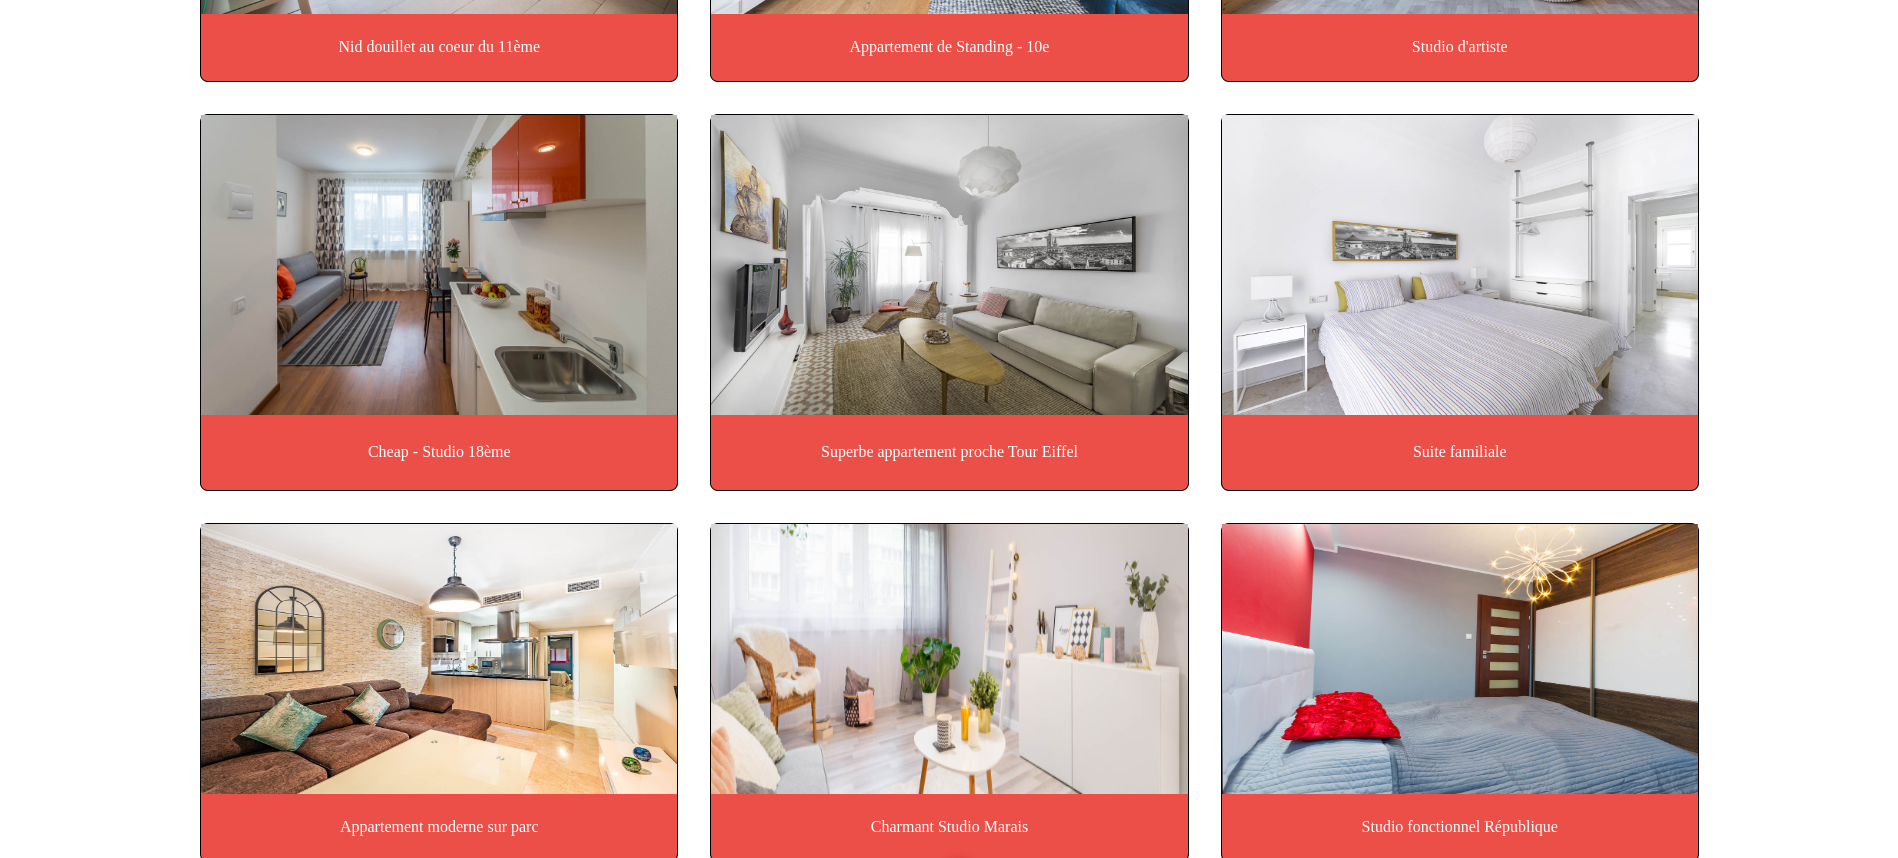 Nid douillet au coeur du 11ème
Appartement de Standing - 10e
Studio d'artiste
Cheap - Studio 18ème
Superbe appartement proche Tour Eiffel
Suite familiale
Appartement moderne sur parc
Charmant Studio Marais
Studio fonctionnel République